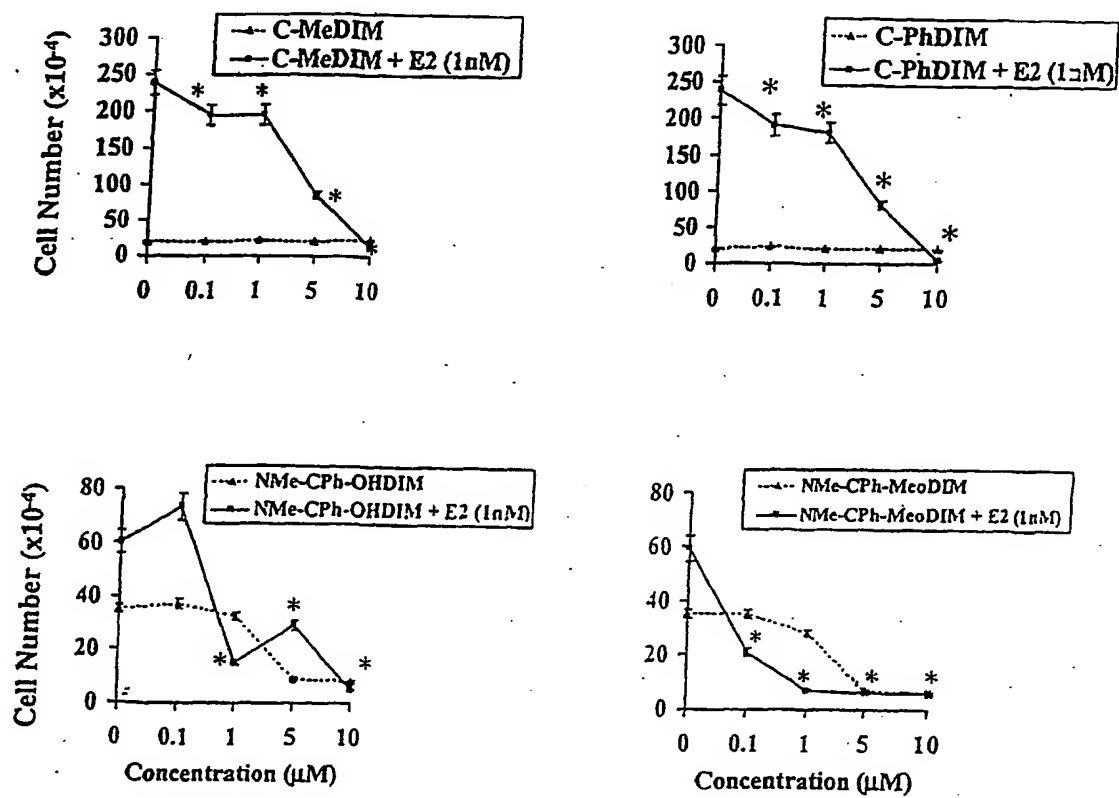 C-MeDIM
C-MeDIM + E2 (1nM)
Cell Number (x10-4)
300
250
200
150
100
50
0
* * * *
0 0.1 1 5 10
C-PhDIM
C-PhDIM + E2 (1nM)
300
250
200
150
100
50
0
* * * *
0 0.1 1 5 10
NMe-CPh-OHDIM
NMe-CPh-OHDIM + E2 (1nM)
Cell Number (x10-4)
80
60
40
20
0
* * *
0 0.1 1 5 10
Concentration (µM)
NMe-CPh-MeoDIM
NMe-CPh-MeoDIM + E2 (1nM)
80
60
40
20
0
* * * *
0 0.1 1 5 10
Concentration (µM)